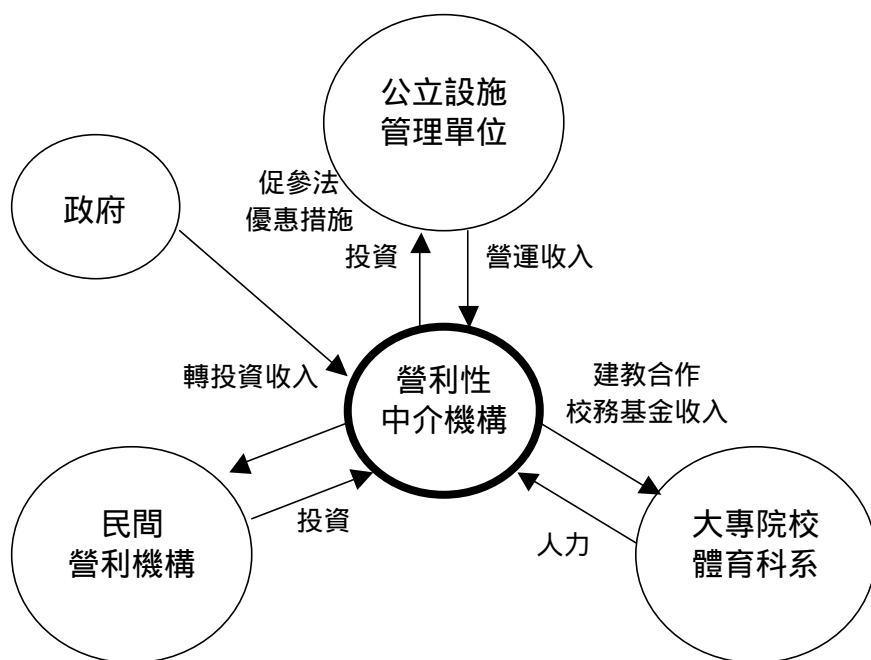 公立設施
管理單位
政府
促參法
優惠措施
投資
營運收入
轉投資收入
營利性
中介機構
建教合作
校務基金收入
民間
營利機構
投資
人力
大專院校
體育科系